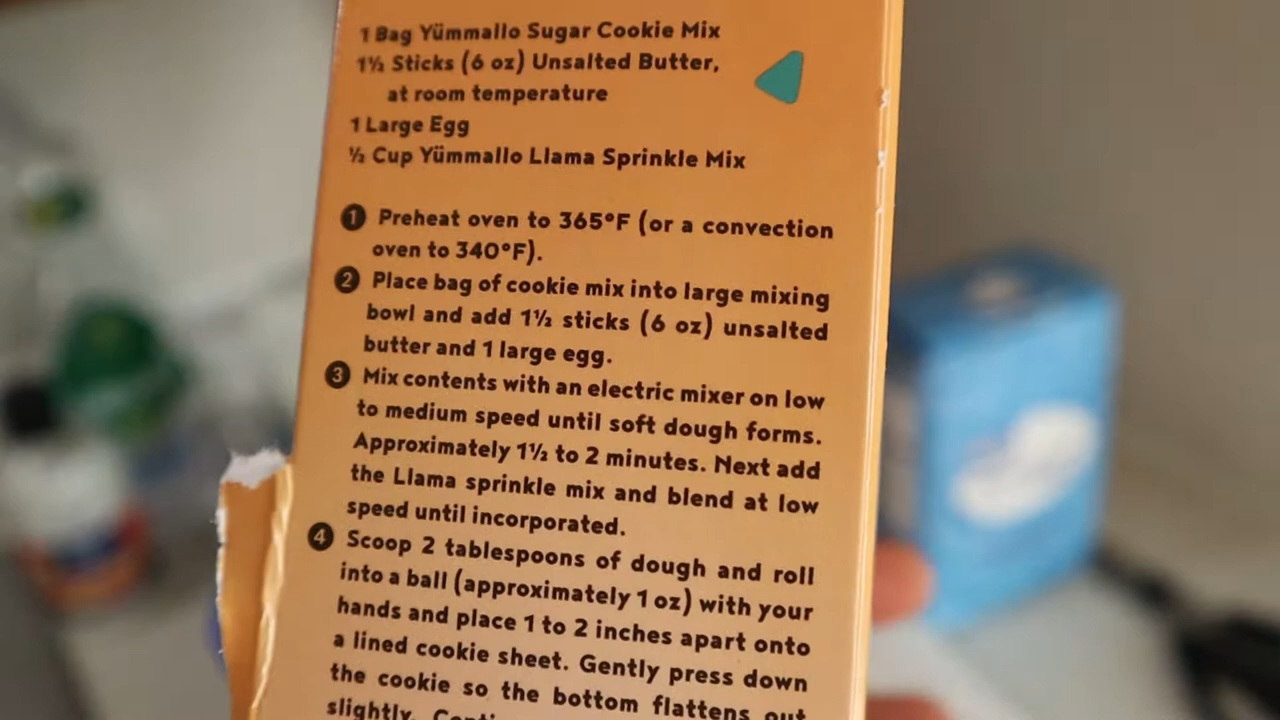 1 Bag Yümmallo Sugar Cookie Mix
1½ Sticks (6 oz) Unsalted Butter,
at room temperature
1 Large Egg
½ Cup Yümmallo Llama Sprinkle Mix
1 Preheat oven to 365°F (or a convection
oven to 340°F).
2 Place bag of cookie mix into large mixing
bowl and add 1½ sticks (6 oz) unsalted
butter and 1 large egg.
3 Mix contents with an electric mixer on low
to medium speed until soft dough forms.
Approximately 1½ to 2 minutes. Next add
the Llama sprinkle mix and blend at low
speed until incorporated.
4 Scoop 2 tablespoons of dough and roll
into a ball (approximately 1 oz) with your
hands and place 1 to 2 inches apart onto
a lined cookie sheet. Gently press down
the cookie so the bottom flattens out
slightly.